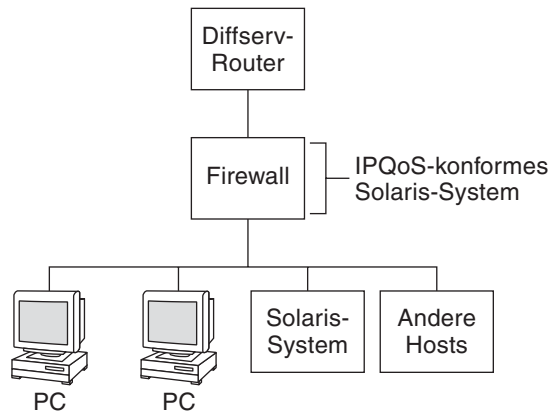 Diffserv-
Router
Firewall
IPQoS-konformes
Solaris-System
Solaris-
System
Andere
Hosts
PC
PC